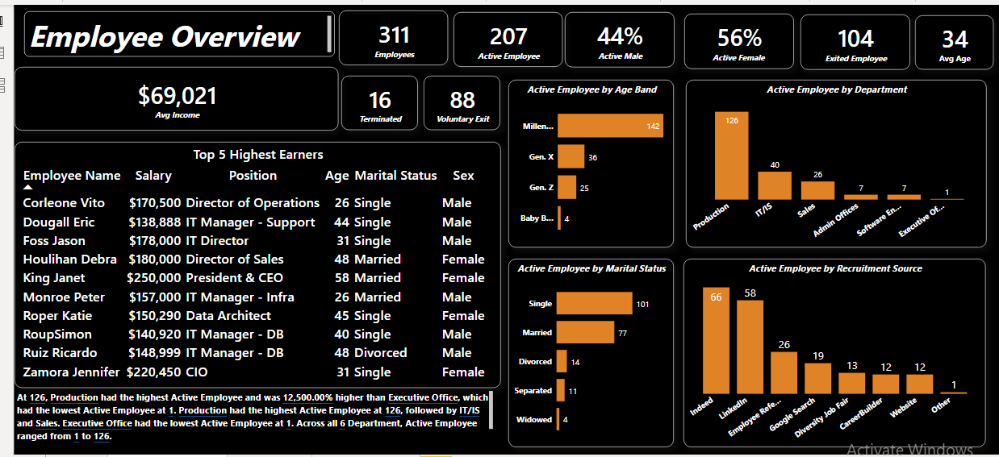 Employee Overview
311
Employees
207
Active Employee
44%
Active Male
56%
Active Female
104
Exited Employee
34
Avg Age
$69,021
Avg Income
16
Terminated
88
Voluntary Exit
Top 5 Highest Earners
Employee Name Salary Position Age Marital Status Sex
Corleone Vito $170,500 Director of Operations 26 Single Male
Dougall Eric $138,888 IT Manager - Support 44 Single Male
Foss Jason $178,000 IT Director 31 Single Male
Houlihan Debra $180,000 Director of Sales 48 Married Female
King Janet $250,000 President & CEO 58 Married Female
Monroe Peter $157,000 IT Manager - Infra 26 Married Male
Roper Katie $150,290 Data Architect 45 Single Female
RoupSimon $140,920 IT Manager - DB 40 Single Male
Ruiz Ricardo $148,999 IT Manager - DB 48 Divorced Male
Zamora Jennifer $220,450 CIO 31 Single Female
At 126, Production had the highest Active Employee and was 12,500.00% higher than Executive Office, which
had the lowest Active Employee at 1. Production had the highest Active Employee at 126, followed by IT/IS
and Sales. Executive Office had the lowest Active Employee at 1. Across all 6 Department, Active Employee
ranged from 1 to 126.
Active Employee by Age Band
Millen... 142
Gen. X 36
Gen. Z 25
Baby B... 4
Active Employee by Department
126
40
26
7
7
1
Production
IT/IS
Sales
Admin Offices
Software En...
Executive Of...
Active Employee by Marital Status
Single 101
Married 77
Divorced 14
Separated 11
Widowed 4
Active Employee by Recruitment Source
66
58
26
19
13
12
12
1
Indeed
LinkedIn
Employee Refe...
Google Search
Diversity Job Fair
CareerBuilder
Website
Other
Activate Windows